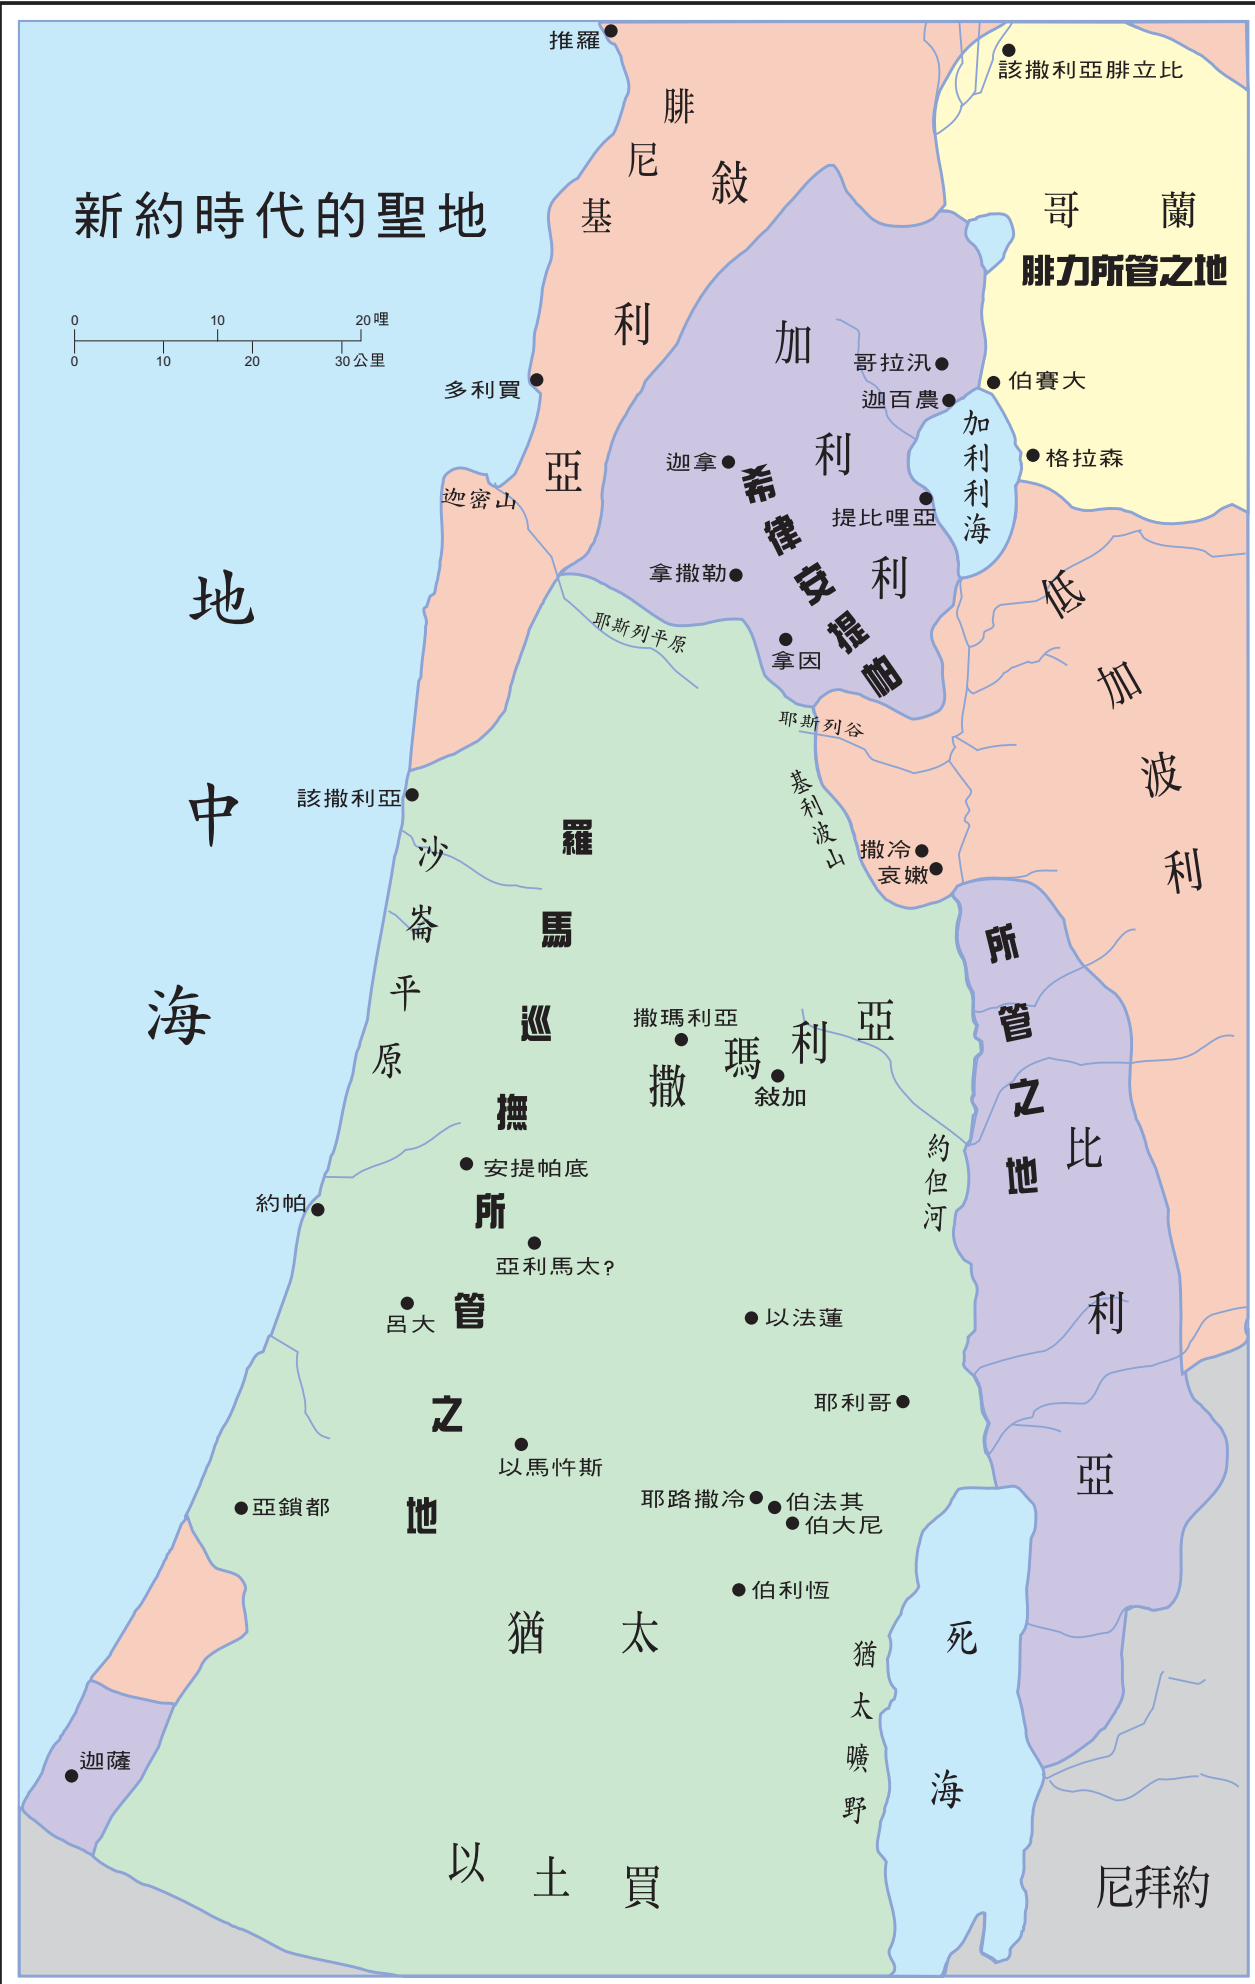 推羅
該撒利亞腓立比
腓尼基
敍利亞
新約時代的聖地
哥蘭
腓力所管之地
0 10 20哩
0 10 20 30公里
多利買
加利利
哥拉汛
迦百農
伯賽大
加利利海
格拉森
迦拿
提比哩亞
拿撒勒
拿因
希律安提帕
迦密山
耶斯列平原
耶斯列谷
基利波山
低加波利
地中海
該撒利亞
撒冷
哀嫩
沙崙平原
羅馬巡撫所管之地
所管之地
撒瑪利亞
撒瑪利亞
敍加
約但河
比利亞
安提帕底
約帕
亞利馬太?
呂大
以法蓮
耶利哥
以馬忤斯
耶路撒冷
伯法其
伯大尼
亞鎖都
伯利恆
猶太
猶太曠野
死海
迦薩
以土買
尼拜約